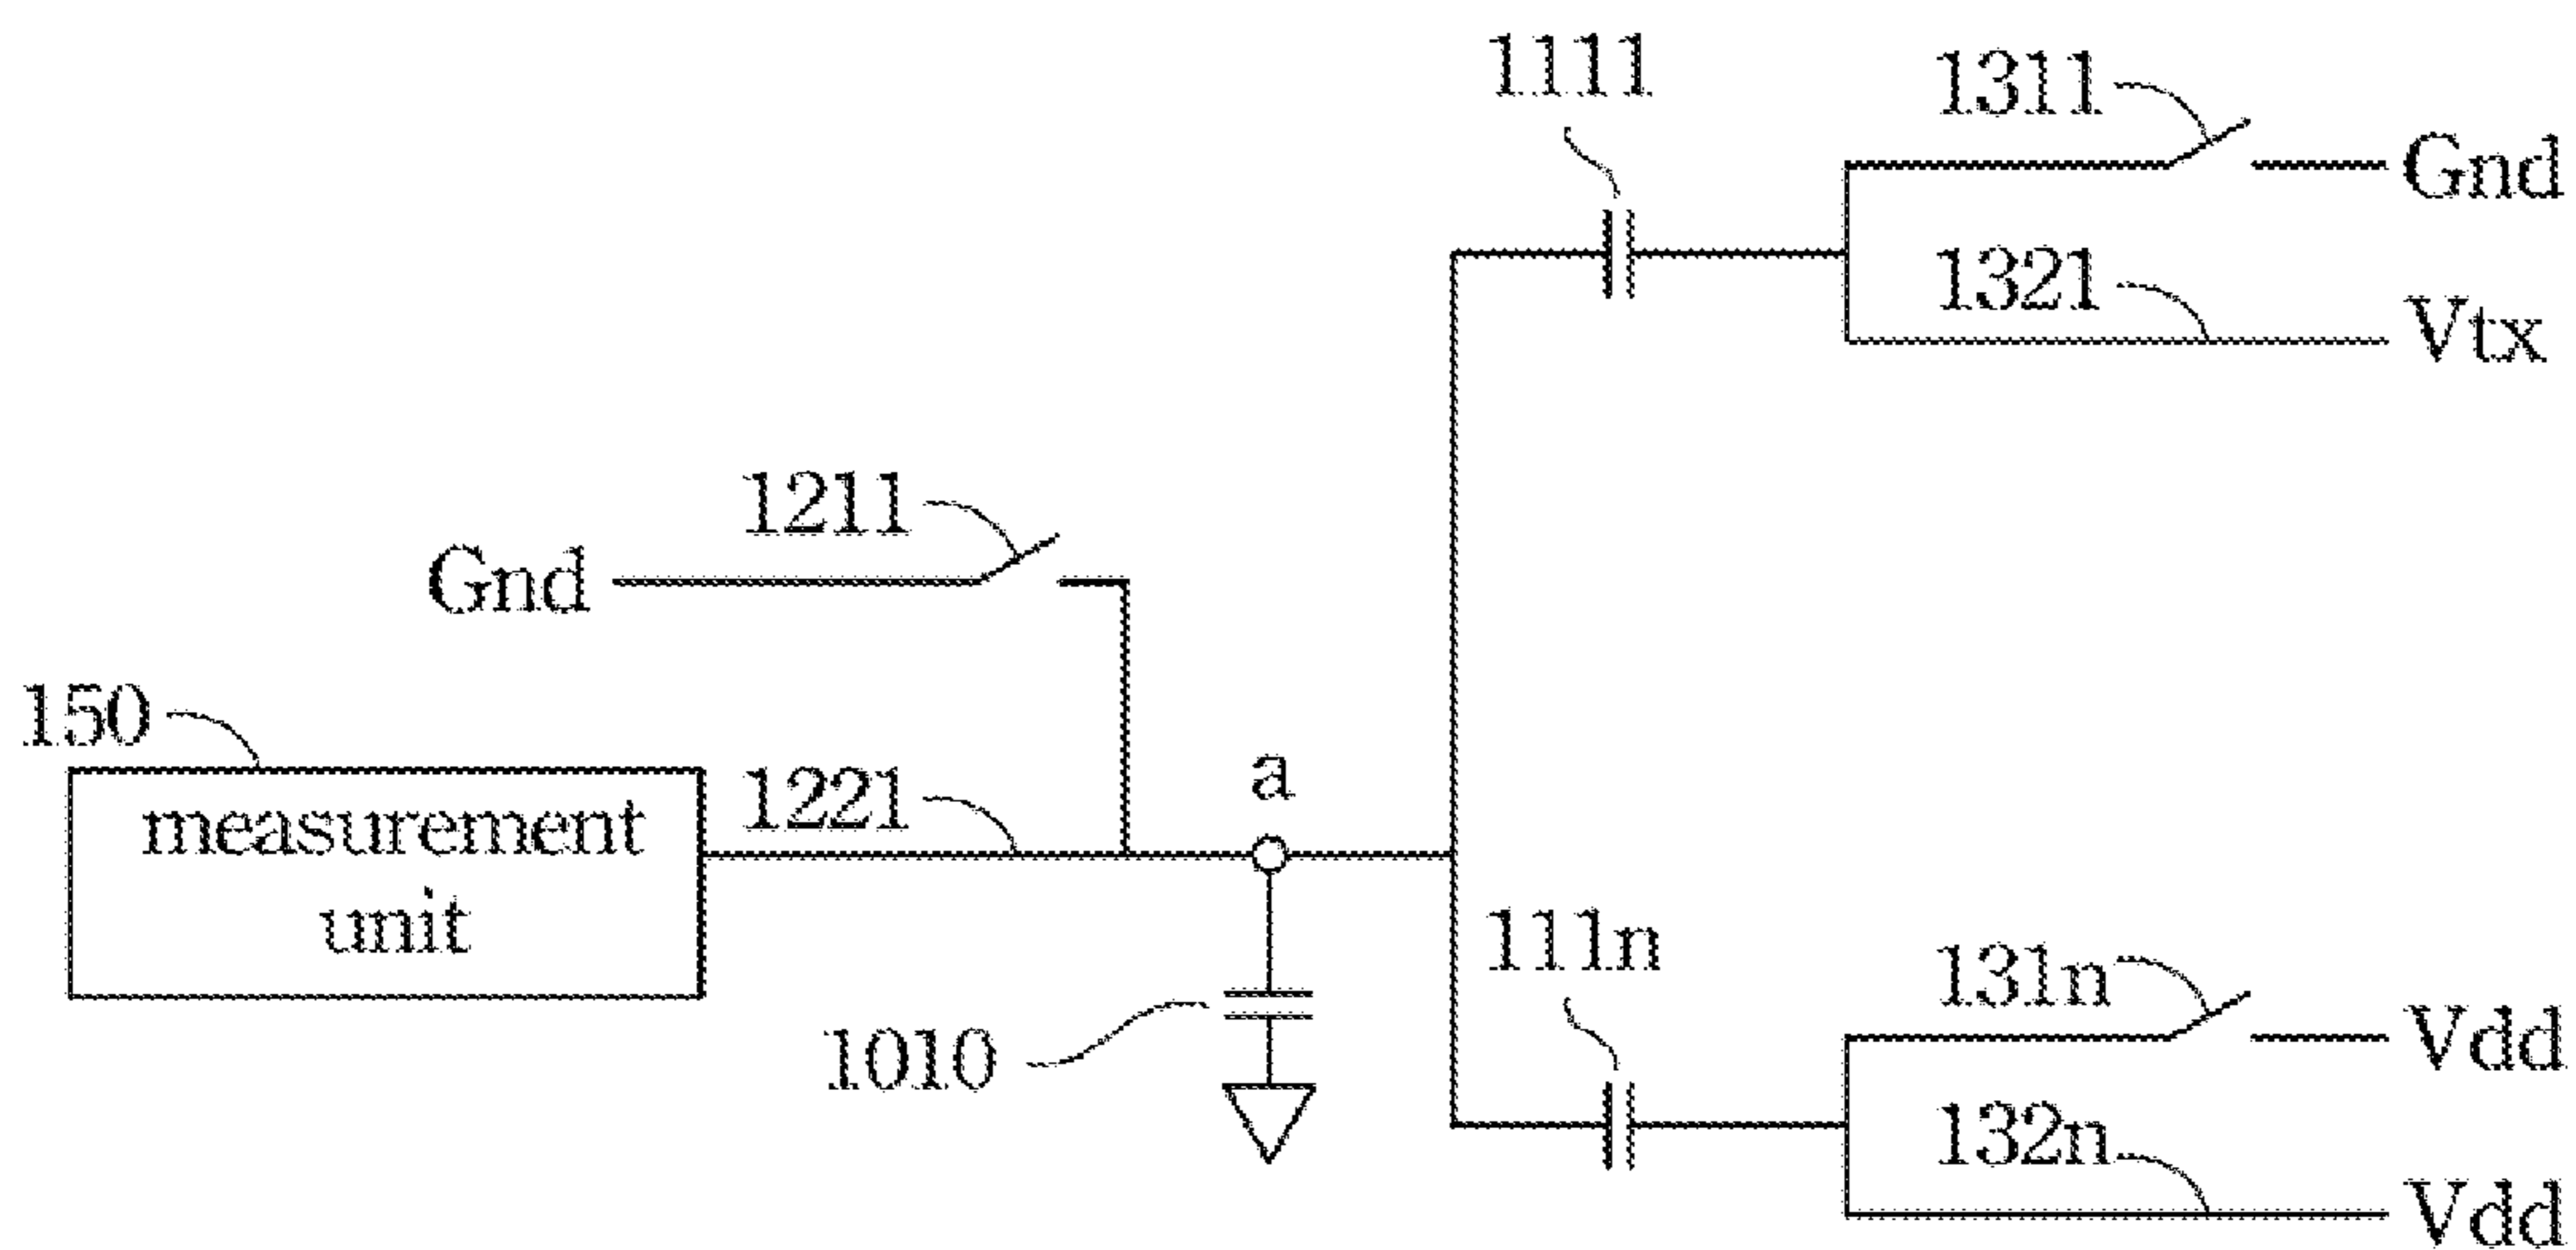 1111
1311
Gnd
1321
Vtx
1211
Gnd
150
measurement
unit
1221
a
1010
111n
131n
Vdd
132n
Vdd